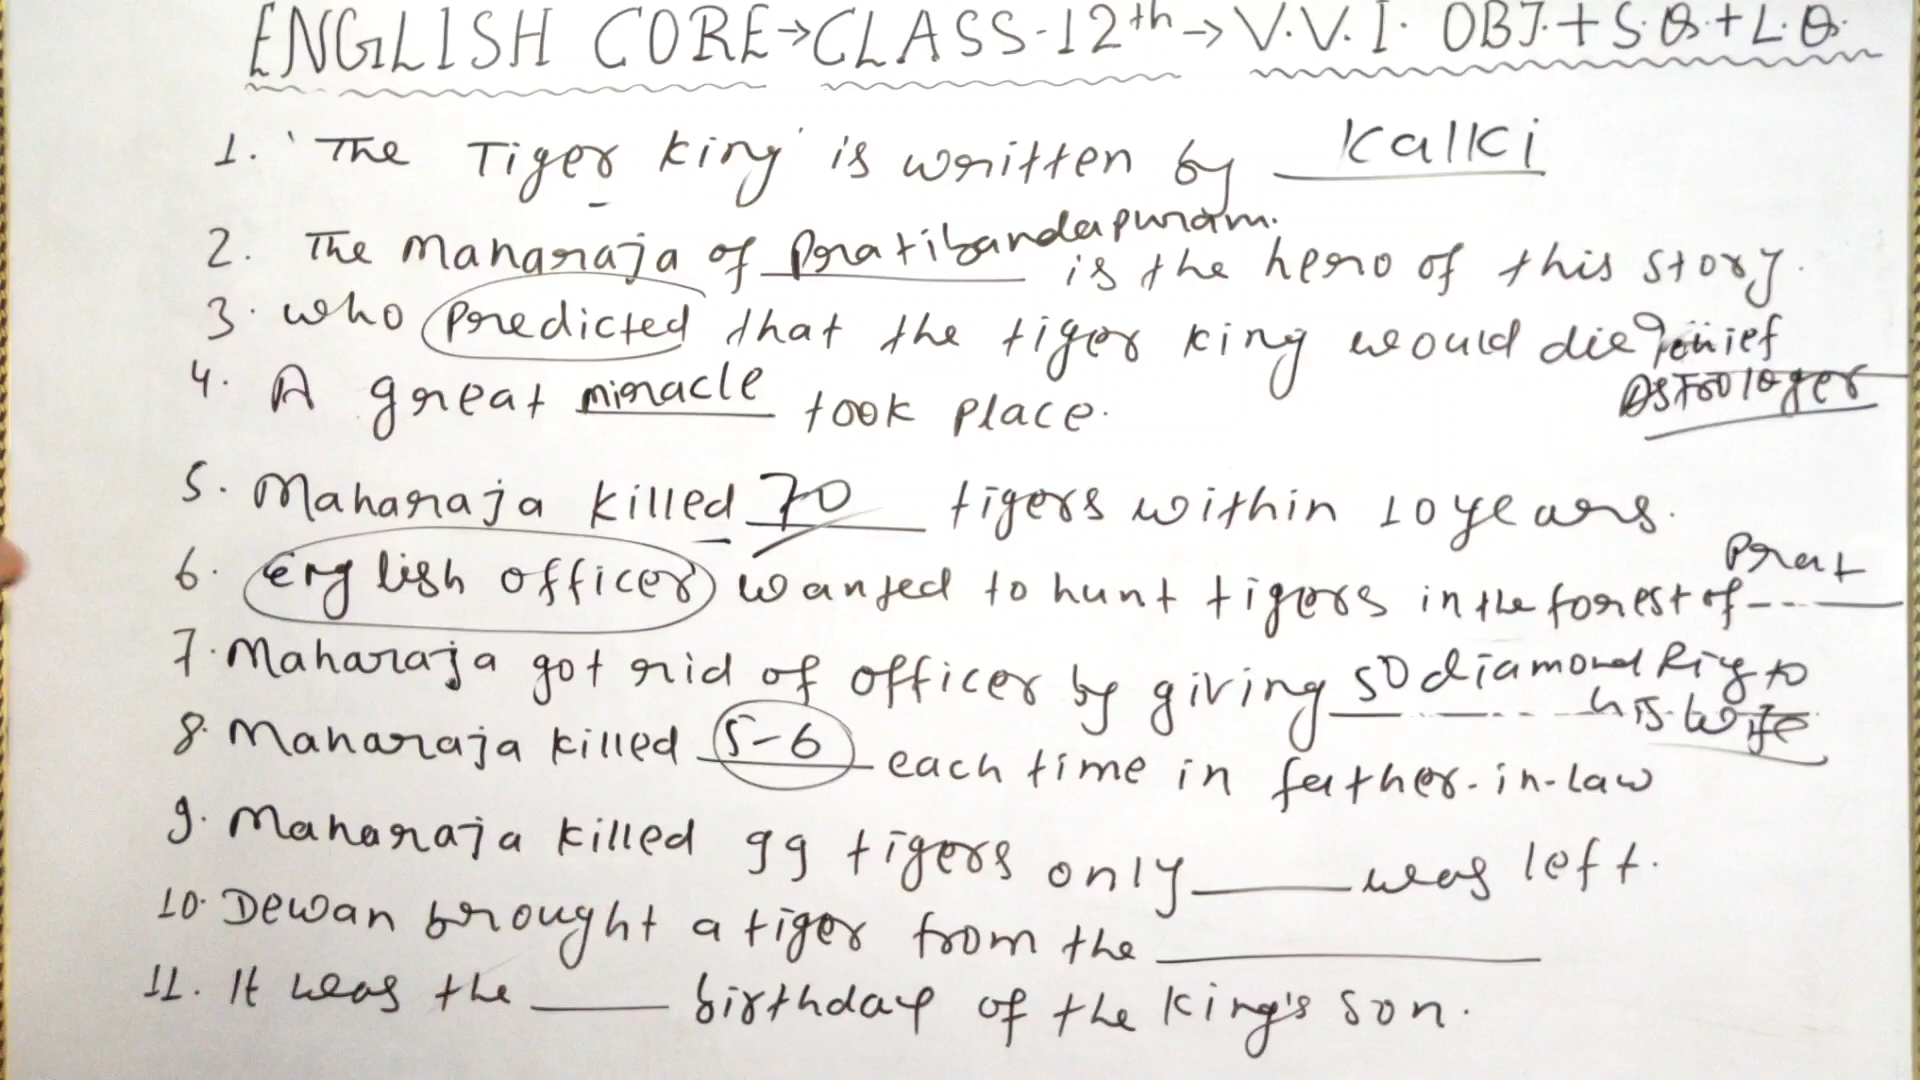 ENGLISH CORE→CLASS-12th→V.V.I. OBJ.+S.Q.+L.Q.
1. 'The Tiger King' is written by Kalki
2. The Maharaja of Pratibandapuram. is the hero of this story.
3. who predicted that the tiger king would die? chief Astrologer
4. A great miracle took place.
5. Maharaja killed 70 tigers within 10 years.
6. English officer wanted to hunt tigers in the forest of Prat
7. Maharaja got rid of officer by giving 50 diamond Ring to his wife
8. Maharaja killed 5-6 each time in father-in-law
9. Maharaja killed 99 tigers only ____ was left.
10. Dewan brought a tiger from the ________
11. It was the ____ birthday of the king's son.